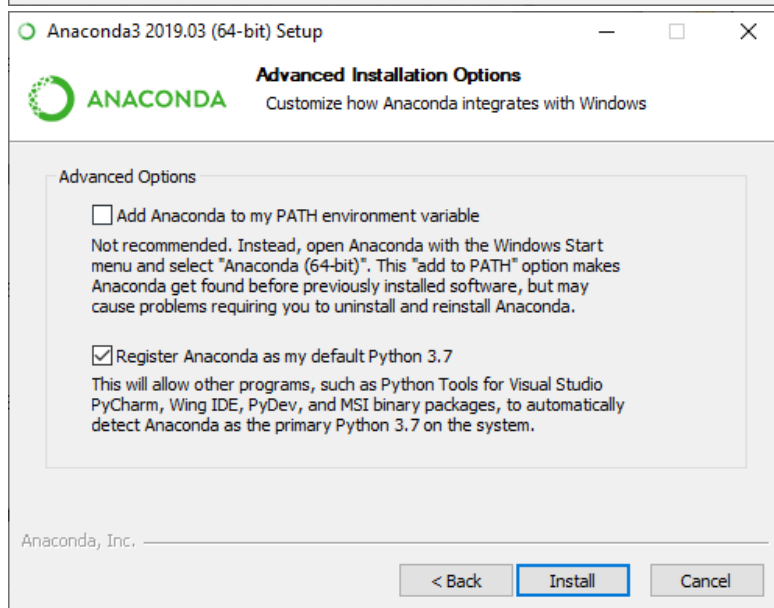 Anaconda3 2019.03 (64-bit) Setup
ANACONDA
Advanced Installation Options
Customize how Anaconda integrates with Windows
Advanced Options
Add Anaconda to my PATH environment variable
Not recommended. Instead, open Anaconda with the Windows Start
menu and select "Anaconda (64-bit)". This "add to PATH" option makes
Anaconda get found before previously installed software, but may
cause problems requiring you to uninstall and reinstall Anaconda.
Register Anaconda as my default Python 3.7
This will allow other programs, such as Python Tools for Visual Studio
PyCharm, Wing IDE, PyDev, and MSI binary packages, to automatically
detect Anaconda as the primary Python 3.7 on the system.
Anaconda, Inc.
< Back Install Cancel